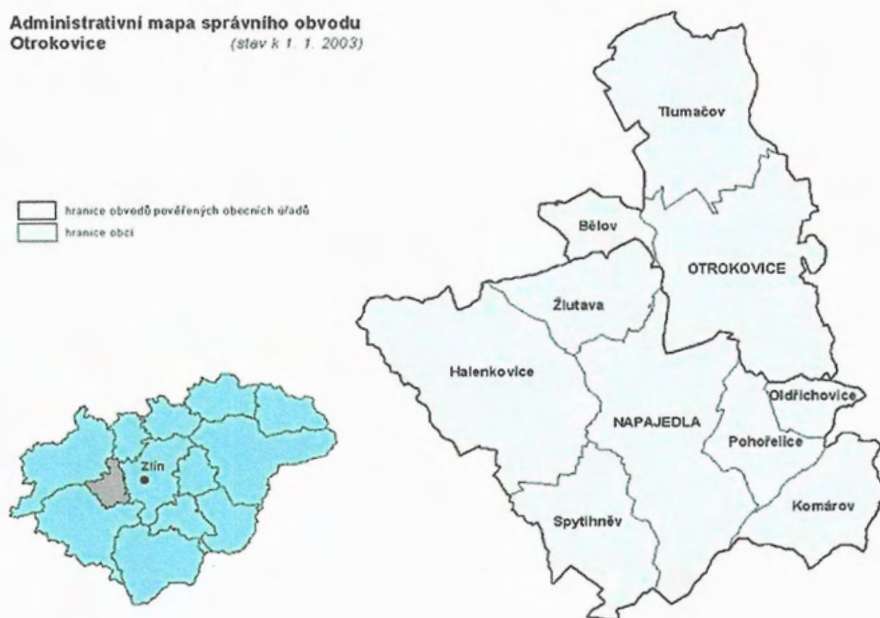 Administrativní mapa správního obvodu
Otrokovice (stav k 1. 1. 2003)
hranice obvodů pověřených obecních úřadů
hranice obcí
Tlumačov
Bělov
OTROKOVICE
Žlutava
Halenkovice
Oldřichovice
NAPAJEDLA
Pohořelice
Zlín
Komárov
Spytihněv